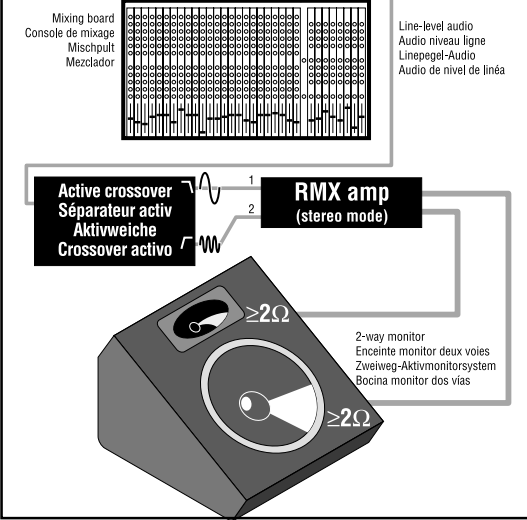 Mixing board
Console de mixage
Mischpult
Mezclador
Line-level audio
Audio niveau ligne
Linepegel-Audio
Audio de nivel de linéa
Active crossover
Séparateur activ
Aktivweiche
Crossover activo
1
2
RMX amp
(stereo mode)
≥2Ω
2-way monitor
Enceinte monitor deux voies
Zweiweg-Aktivmonitorsystem
Bocina monitor dos vías
≥2Ω